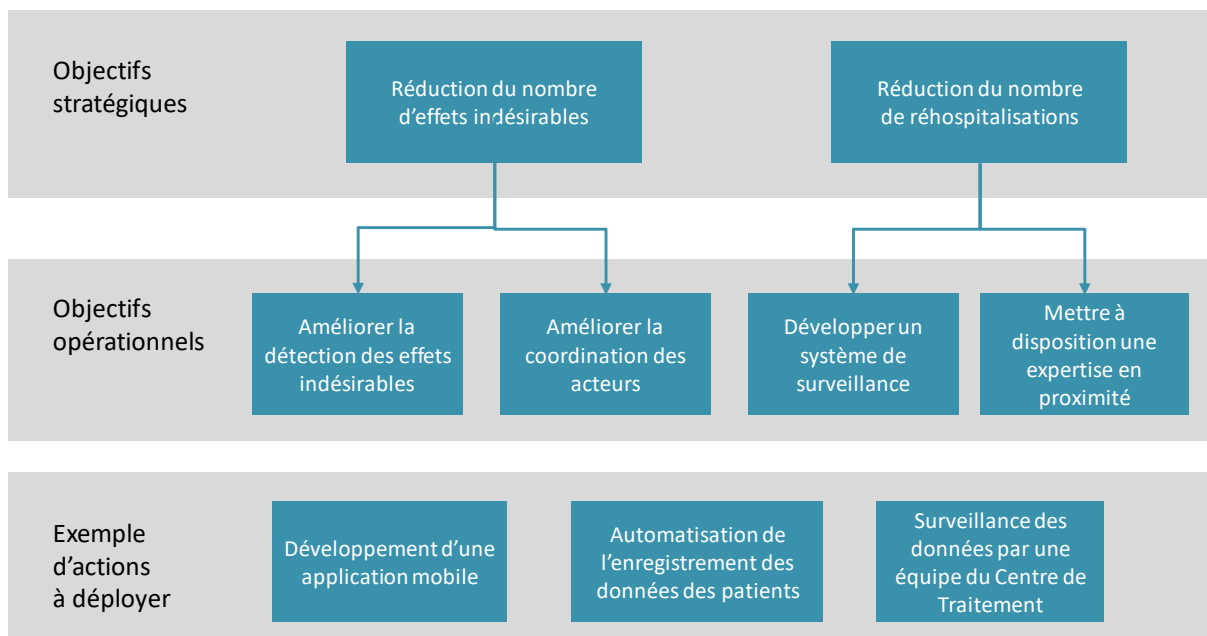 Objectifs
stratégiques
Réduction du nombre
d’effets indésirables
Réduction du nombre
de réhospitalisations
Objectifs
opérationnels
Améliorer la
détection des effets
indésirables
Améliorer la
coordination des
acteurs
Développer un
système de
surveillance
Mettre à
disposition une
expertise en
proximité
Exemple
d’actions
à déployer
Développement d’une
application mobile
Automatisation de
l’enregistrement des
données des patients
Surveillance des
données par une
équipe du Centre de
Traitement